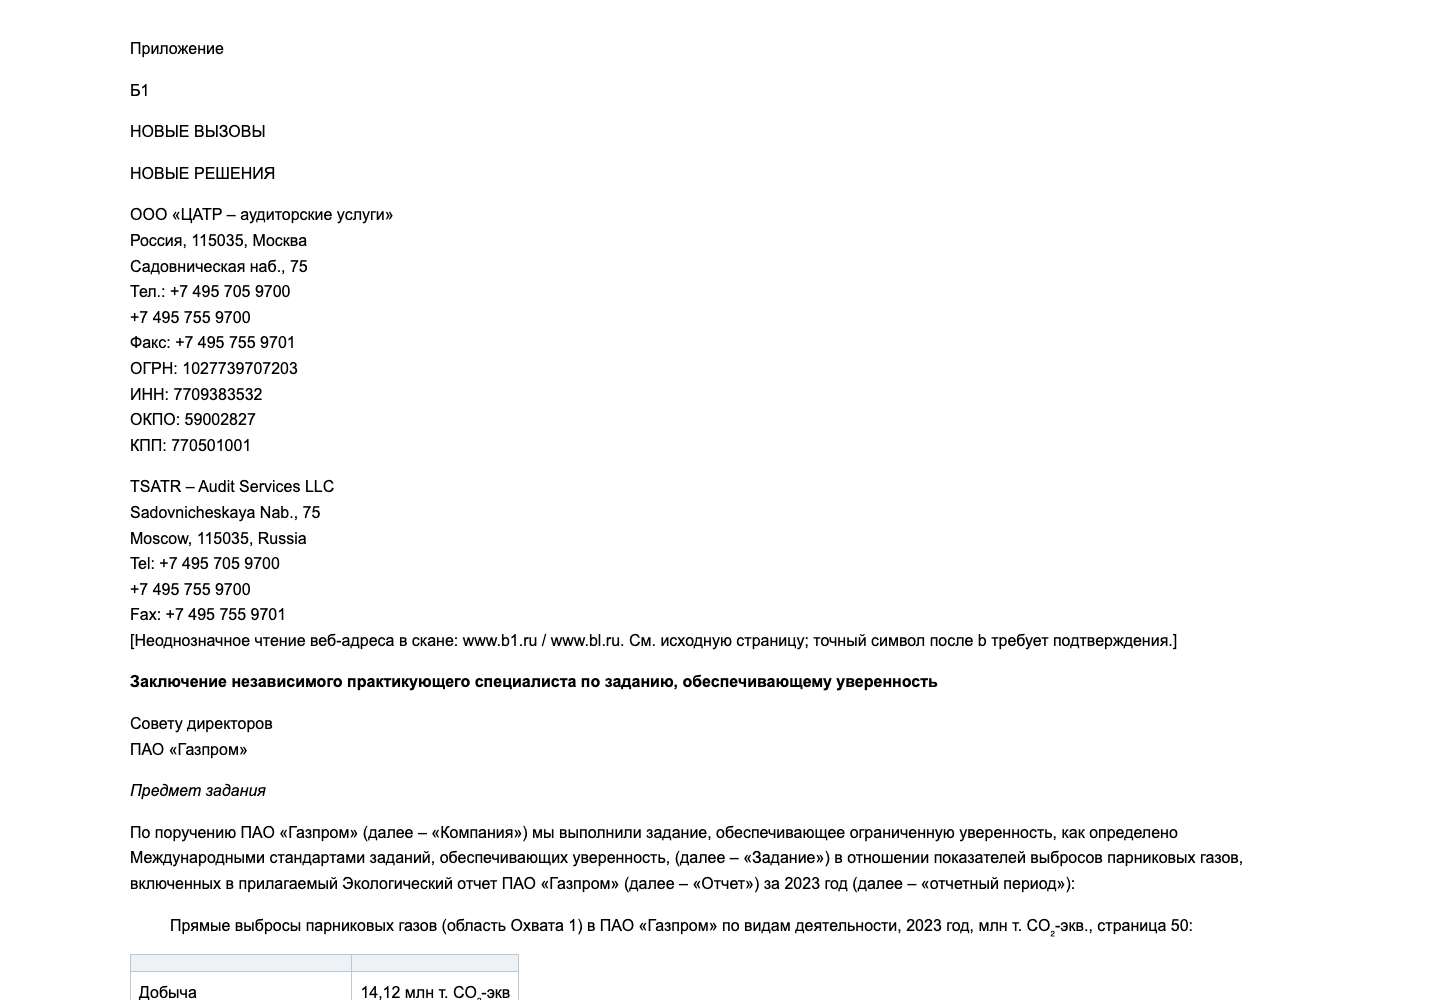 Приложение
Б1
НОВЫЕ ВЫЗОВЫ
НОВЫЕ РЕШЕНИЯ
ООО «ЦАТР – аудиторские услуги»
Россия, 115035, Москва
Садовническая наб., 75
Тел.: +7 495 705 9700
+7 495 755 9700
Факс: +7 495 755 9701
ОГРН: 1027739707203
ИНН: 7709383532
ОКПО: 59002827
КПП: 770501001
TSATR – Audit Services LLC
Sadovnicheskaya Nab., 75
Moscow, 115035, Russia
Tel: +7 495 705 9700
+7 495 755 9700
Fax: +7 495 755 9701
[Неоднозначное чтение веб-адреса в скане: www.b1.ru / www.bl.ru. См. исходную страницу; точный символ после b требует подтверждения.]
Заключение независимого практикующего специалиста по заданию, обеспечивающему уверенность
Совету директоров
ПАО «Газпром»
Предмет задания
По поручению ПАО «Газпром» (далее – «Компания») мы выполнили задание, обеспечивающее ограниченную уверенность, как определено
Международными стандартами заданий, обеспечивающих уверенность, (далее – «Задание») в отношении показателей выбросов парниковых газов,
включенных в прилагаемый Экологический отчет ПАО «Газпром» (далее – «Отчет») за 2023 год (далее – «отчетный период»):
Прямые выбросы парниковых газов (область Охвата 1) в ПАО «Газпром» по видам деятельности, 2023 год, млн т. CO₂-экв., страница 50:
Добыча 14,12 млн т. CO₂-экв